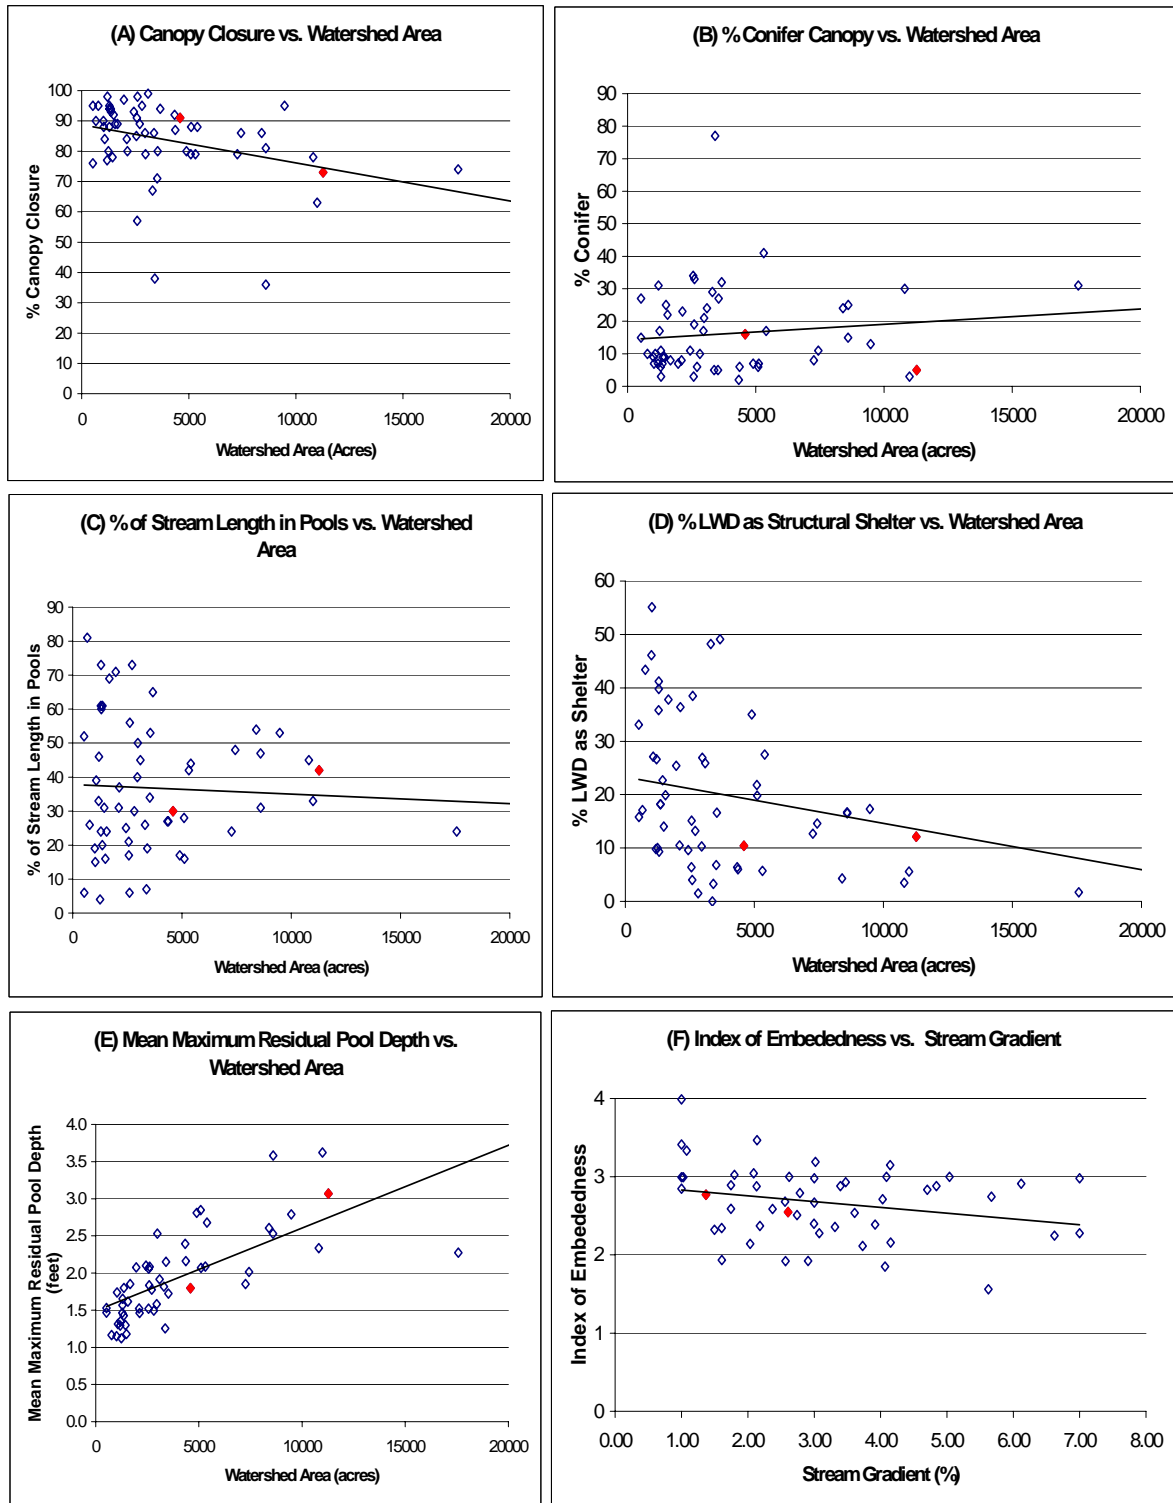 (A) Canopy Closure vs. Watershed Area
100
90
80
70
60
50
40
30
20
10
0
% Canopy Closure
0 5000 10000 15000 20000
Watershed Area (Acres)
(B) % Conifer Canopy vs. Watershed Area
90
80
70
60
50
40
30
20
10
0
% Conifer
0 5000 10000 15000 20000
Watershed Area (acres)
(C) % of Stream Length in Pools vs. Watershed
Area
90
80
70
60
50
40
30
20
10
0
% of Stream Length in Pools
0 5000 10000 15000 20000
Watershed Area (acres)
(D) % LWD as Structural Shelter vs. Watershed Area
60
50
40
30
20
10
0
% LWD as Shelter
0 5000 10000 15000 20000
Watershed Area (acres)
(E) Mean Maximum Residual Pool Depth vs.
Watershed Area
4.0
3.5
3.0
2.5
2.0
1.5
1.0
0.5
0.0
Mean Maximum Residual Pool Depth
(feet)
0 5000 10000 15000 20000
Watershed Area (acres)
(F) Index of Embededness vs. Stream Gradient
4
3
2
1
0
Index of Embededness
0.00 1.00 2.00 3.00 4.00 5.00 6.00 7.00 8.00
Stream Gradient (%)